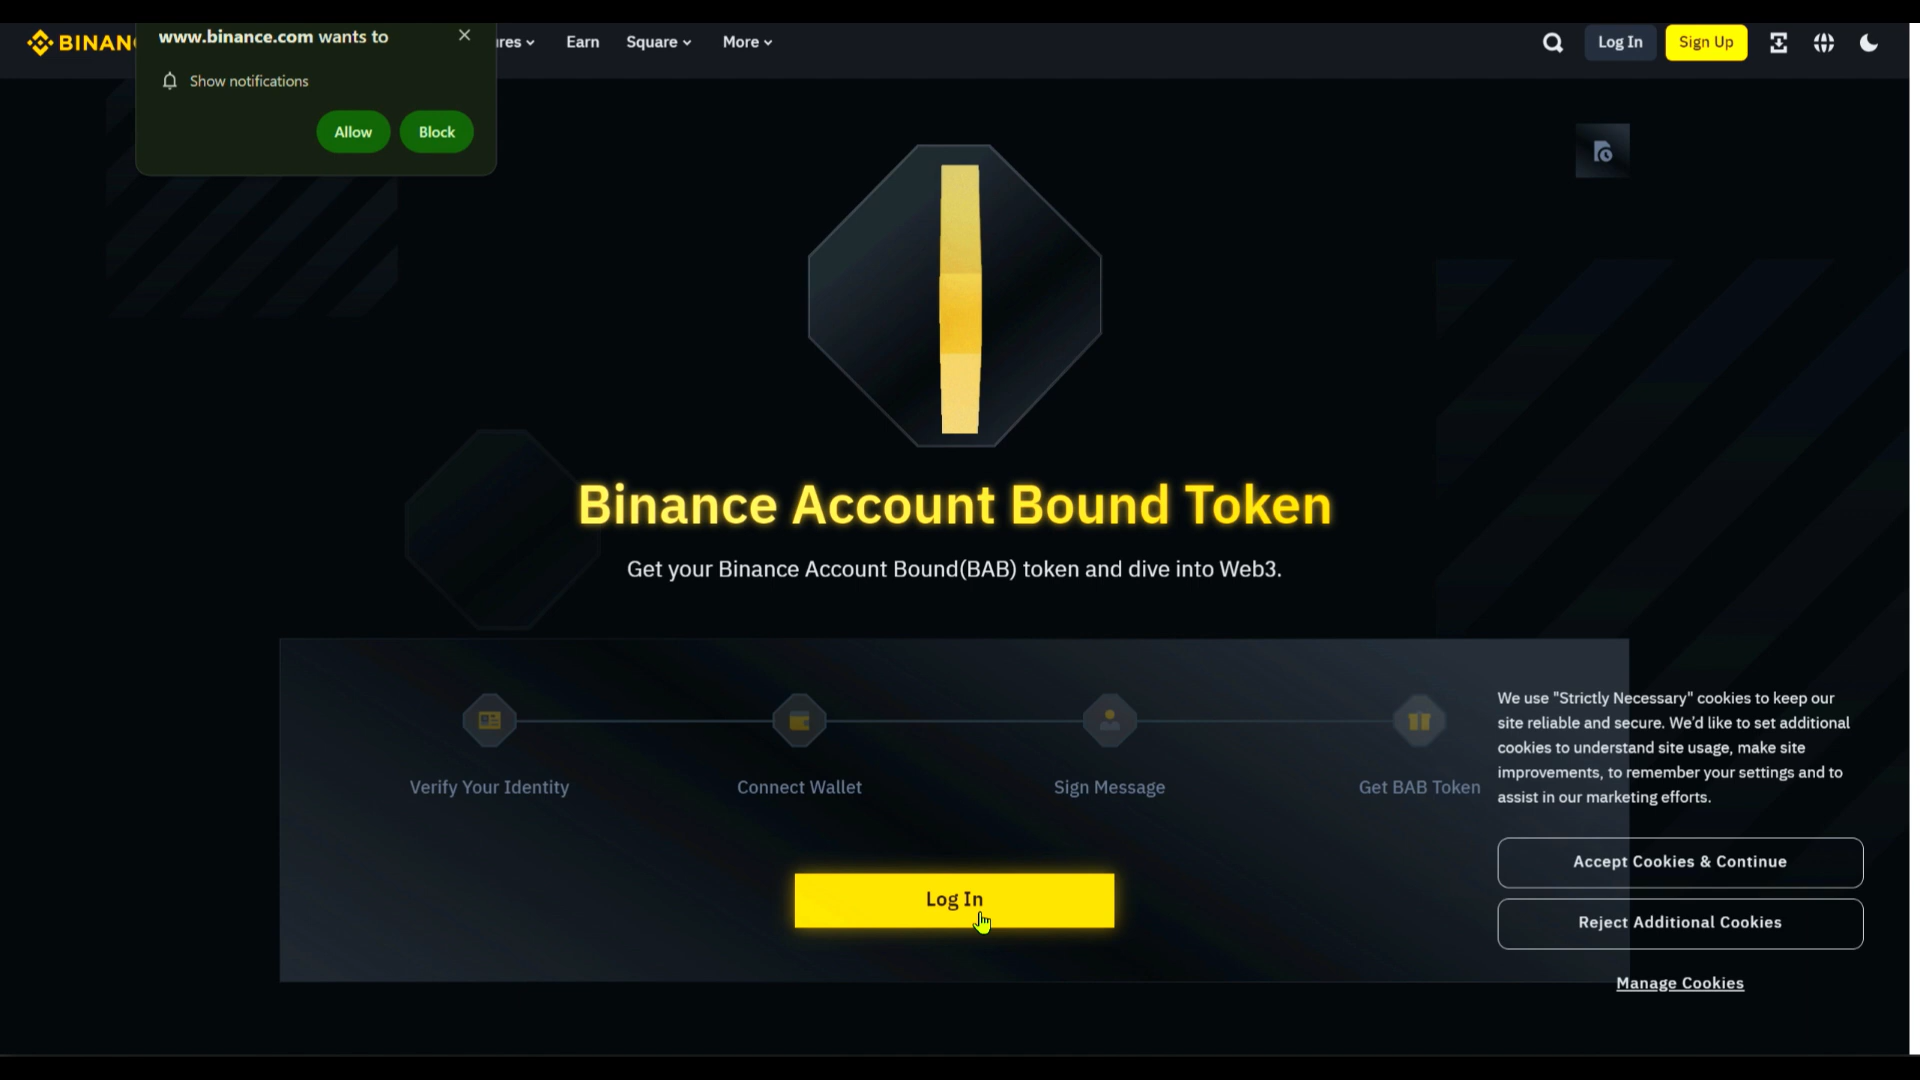 BINAN
www.binance.com wants to
Show notifications
Allow
Block
res
Earn
Square
More
Log In
Sign Up
Binance Account Bound Token
Get your Binance Account Bound(BAB) token and dive into Web3.
Verify Your Identity
Connect Wallet
Sign Message
Get BAB Token
Log In
We use "Strictly Necessary" cookies to keep our
site reliable and secure. We'd like to set additional
cookies to understand site usage, make site
improvements, to remember your settings and to
assist in our marketing efforts.
Accept Cookies & Continue
Reject Additional Cookies
Manage Cookies